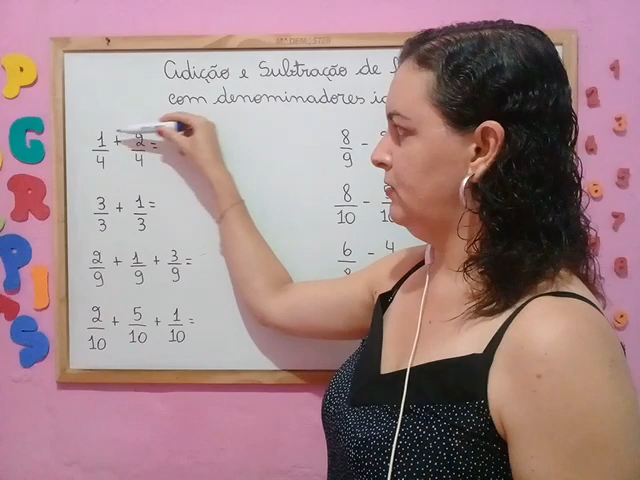 Adição e Subtração de
com denominadores
1/4 + 2/4 =
3/3 + 1/3 =
2/9 + 1/9 + 3/9 =
2/10 + 5/10 + 1/10 =
8/9 -
8/10 -
6/ - 4
P
G
R
P
I
S